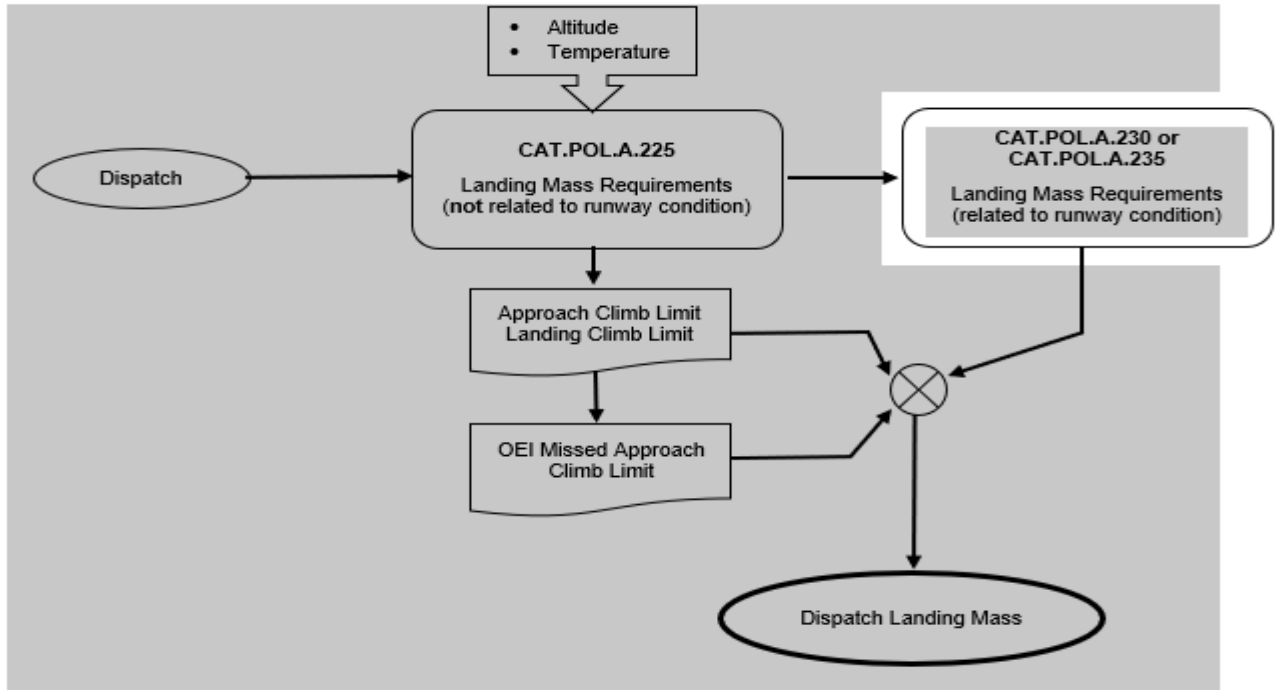 • Altitude
• Temperature
CAT.POL.A.225
Landing Mass Requirements
(not related to runway condition)
CAT.POL.A.230 or
CAT.POL.A.235
Landing Mass Requirements
(related to runway condition)
Dispatch
Approach Climb Limit
Landing Climb Limit
OEI Missed Approach
Climb Limit
Dispatch Landing Mass